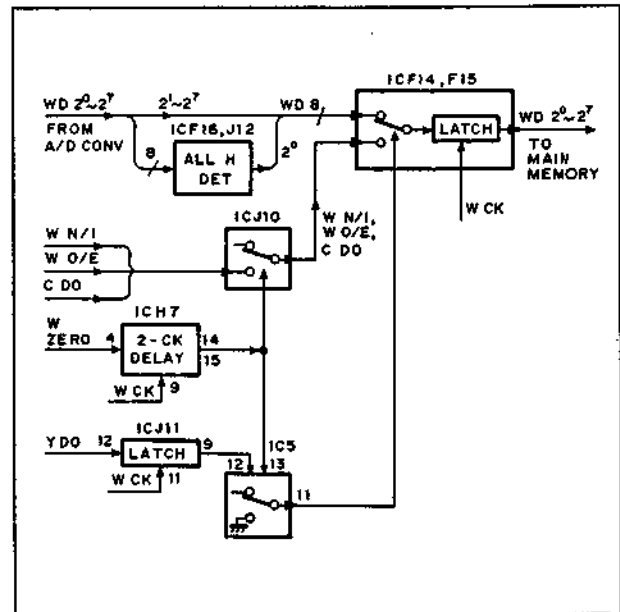 ICF14, F15
WD 2⁰~2⁷
2¹~2⁷
WD 8
WD 2⁰~2⁷
FROM
A/D CONV
ICF16, J12
8
ALL H
DET
2⁰
LATCH
TO
MAIN
MEMORY
W CK
ICJ10
W N/I,
W O/E,
C DO
W N/I
W O/E
C DO
ICH7
W
ZERO
4
2-CK
DELAY
14
15
W CK
9
ICJ11
YDO
12
LATCH
9
IC5
12
13
W CK
11
11